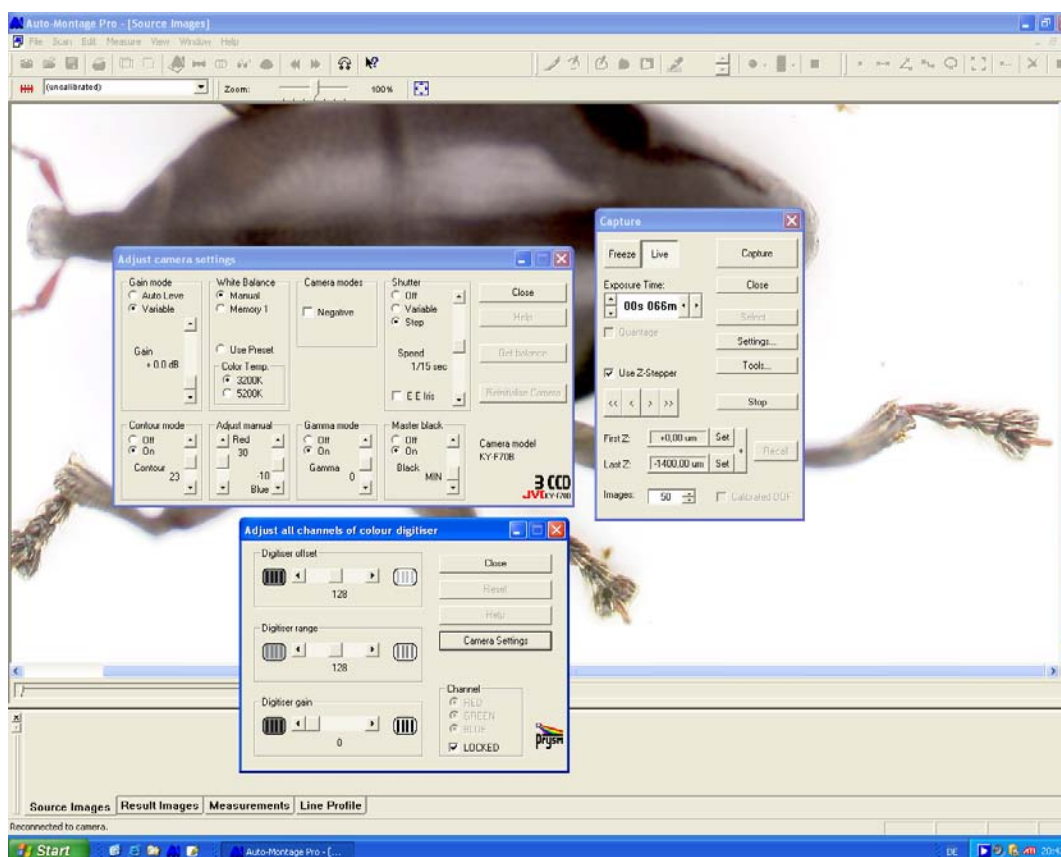 Auto-Montage Pro - [Source Images]
File Scan Edit Measure View Window Help
(uncalibrated) Zoom: 100%
Adjust camera settings
Gain mode
Auto Leve
Variable
Gain
+ 0.0 dB
White Balance
Manual
Memory 1
Use Preset
Color Temp.
3200K
5200K
Camera modes
Negative
Shutter
Off
Variable
Step
Speed
1/15 sec
E E Iris
Close
Help
Set balance
Reinitialise Camera
Contour mode
Off
On
Contour
23
Adjust manual
Red
30
-10
Blue
Gamma mode
Off
On
Gamma
0
Master black
Off
On
Black
MIN
Camera model
KY-F70B
3 CCD
JVC KY-F70B
Capture
Freeze Live Capture
Exposure Time: Close
00s 066m
Select
Quantage
Settings...
Tools...
Use Z-Stepper
<< < > >> Stop
First Z: +0,00 um Set
Last Z: -1400,00 um Set
+ Recall
Images: 50 Calibrated DOF
Adjust all channels of colour digitiser
Digitiser offset
128
Digitiser range
128
Digitiser gain
0
Close
Reset
Help
Camera Settings
Channel
RED
GREEN
BLUE
LOCKED
prysm
Source Images Result Images Measurements Line Profile
Reconnected to camera.
Start Auto-Montage Pro - [... DE